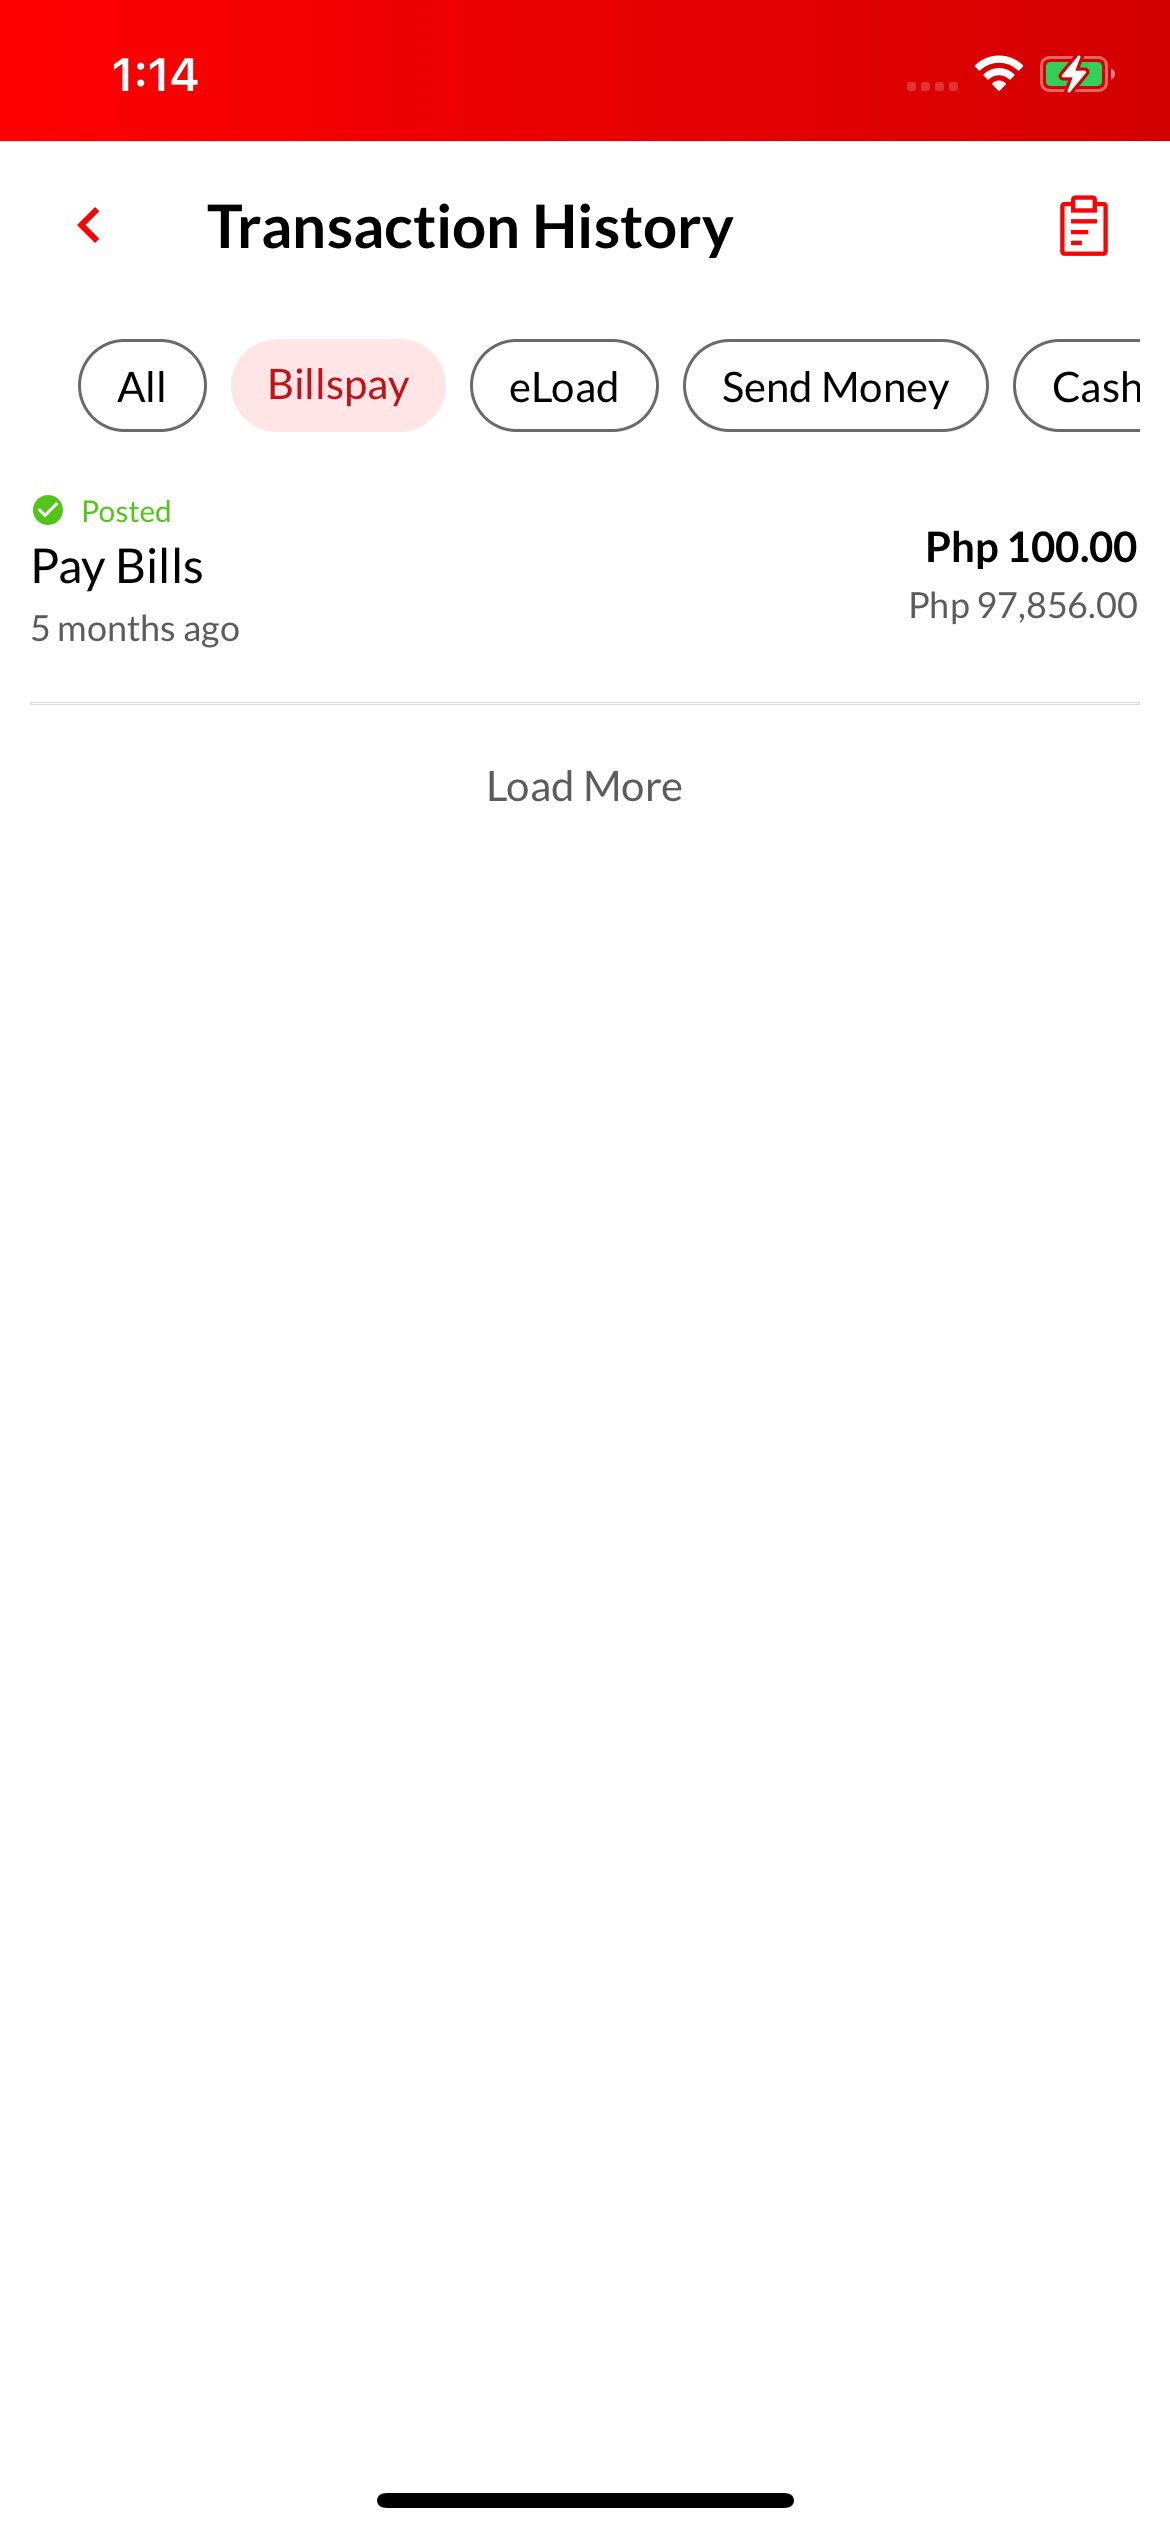 1:14
Transaction History
All
Billspay
eLoad
Send Money
Cash
Posted
Pay Bills
5 months ago
Php 100.00
Php 97,856.00
Load More